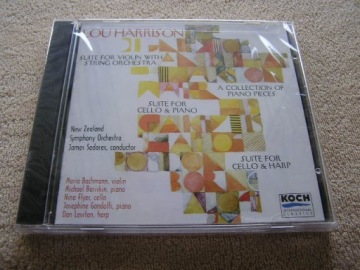 LOU HARRISON
SUITE FOR VIOLIN WITH
STRING ORCHESTRA
A COLLECTION OF
PIANO PIECES
SUITE FOR
CELLO & PIANO
New Zealand
Symphony Orchestra
James Sedares, conductor
SUITE FOR
CELLO & HARP
Maria Bachmann, violin
Michael Boriskin, piano
Nina Flyer, cello
Josephine Gandolfi, piano
Dan Levitan, harp
KOCH
INTERNATIONAL
CLASSICS